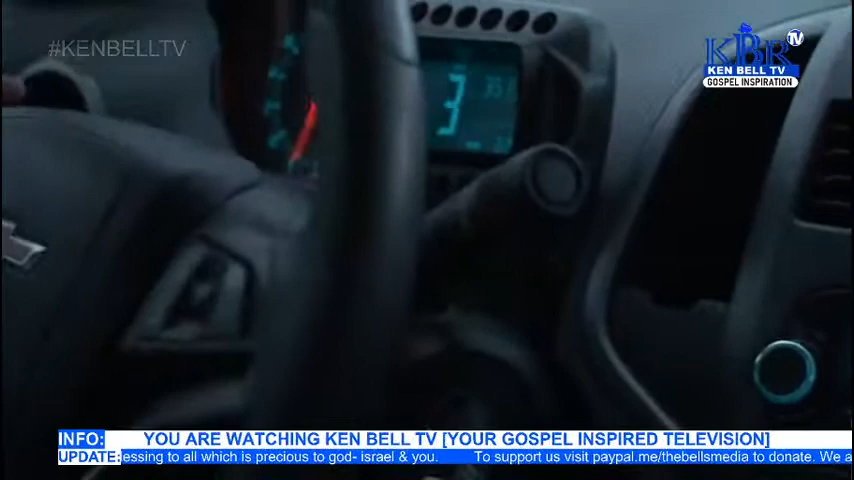 #KENBELLTV
KBR TV
KEN BELL TV
GOSPEL INSPIRATION
3
INFO: YOU ARE WATCHING KEN BELL TV [YOUR GOSPEL INSPIRED TELEVISION]
UPDATE: essing to all which is precious to god- israel & you. To support us visit paypal.me/thebellsmedia to donate. We a